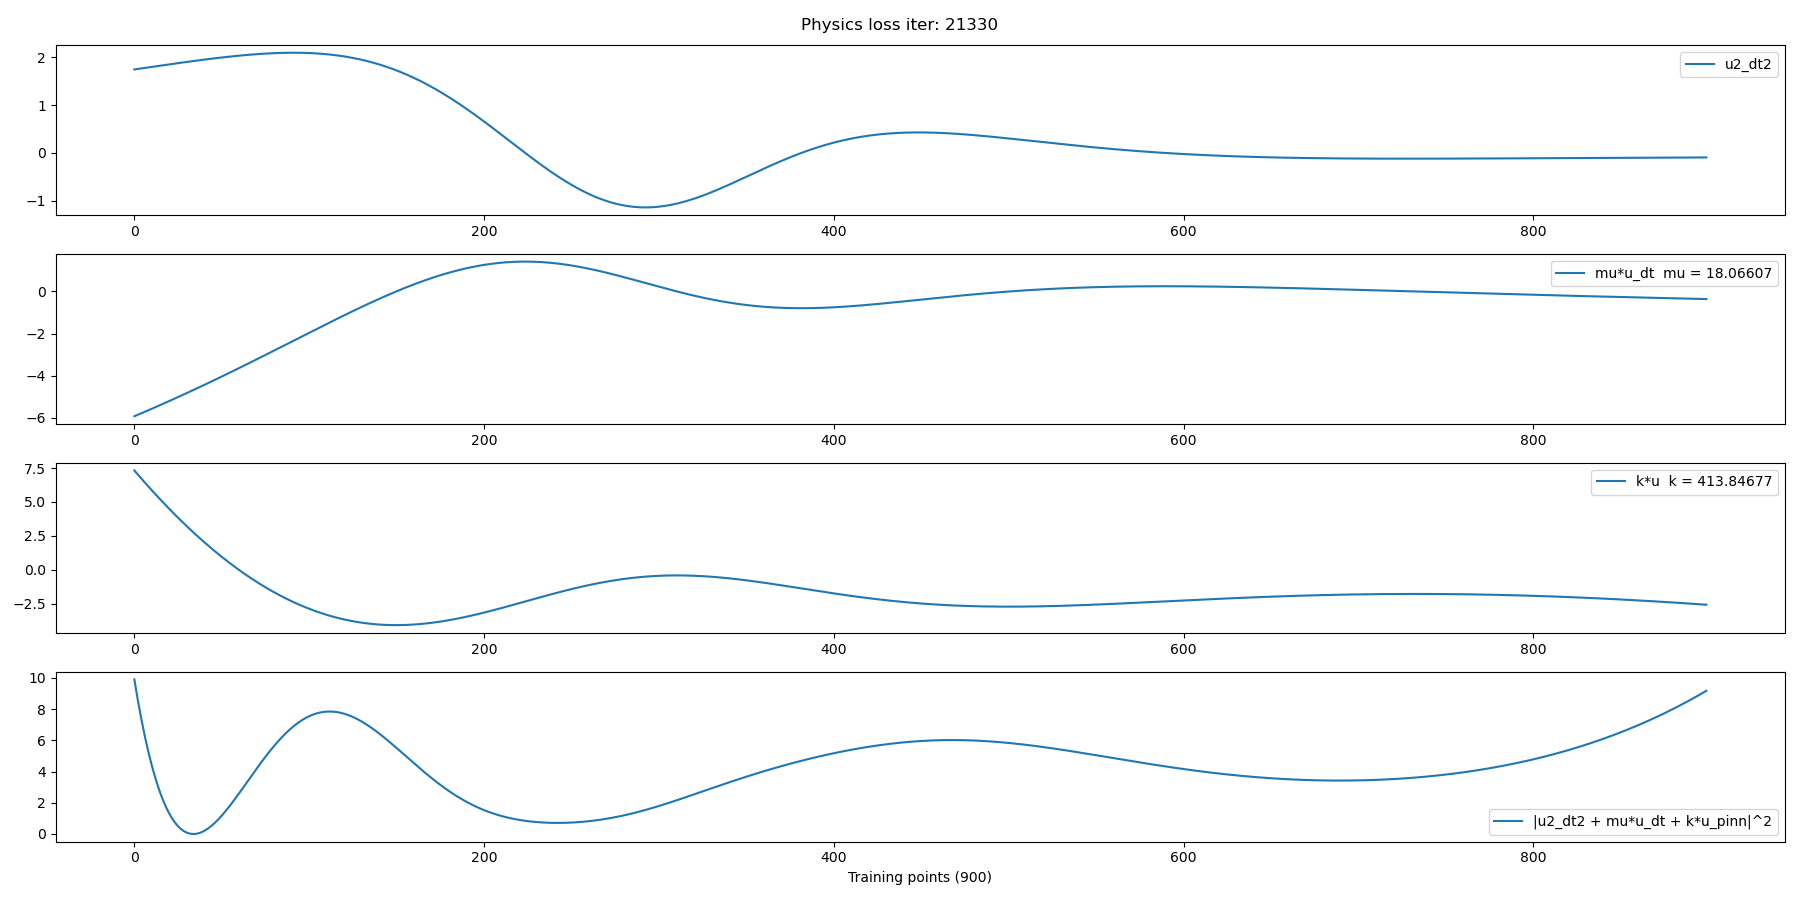 Physics loss iter: 21330
2
1
0
−1
u2_dt2
0 200 400 600 800
0
−2
−4
−6
mu*u_dt  mu = 18.06607
0 200 400 600 800
7.5
5.0
2.5
0.0
−2.5
k*u  k = 413.84677
0 200 400 600 800
10
8
6
4
2
0
|u2_dt2 + mu*u_dt + k*u_pinn|^2
0 200 400 600 800
Training points (900)